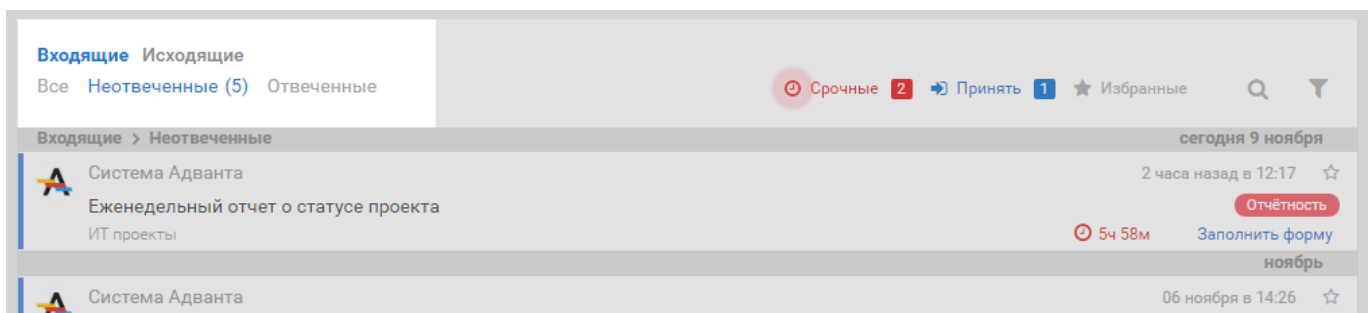 Входящие Исходящие
Все Неотвеченные (5) Отвеченные
Срочные 2 Принять 1 Избранные
Входящие > Неотвеченные сегодня 9 ноября
Система Адванта 2 часа назад в 12:17
Еженедельный отчет о статусе проекта Отчётность
ИТ проекты 5ч 58м Заполнить форму
ноябрь
Система Адванта 06 ноября в 14:26